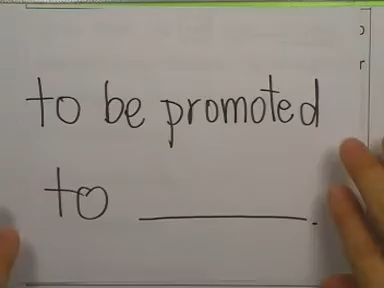 to be promoted
to ______.